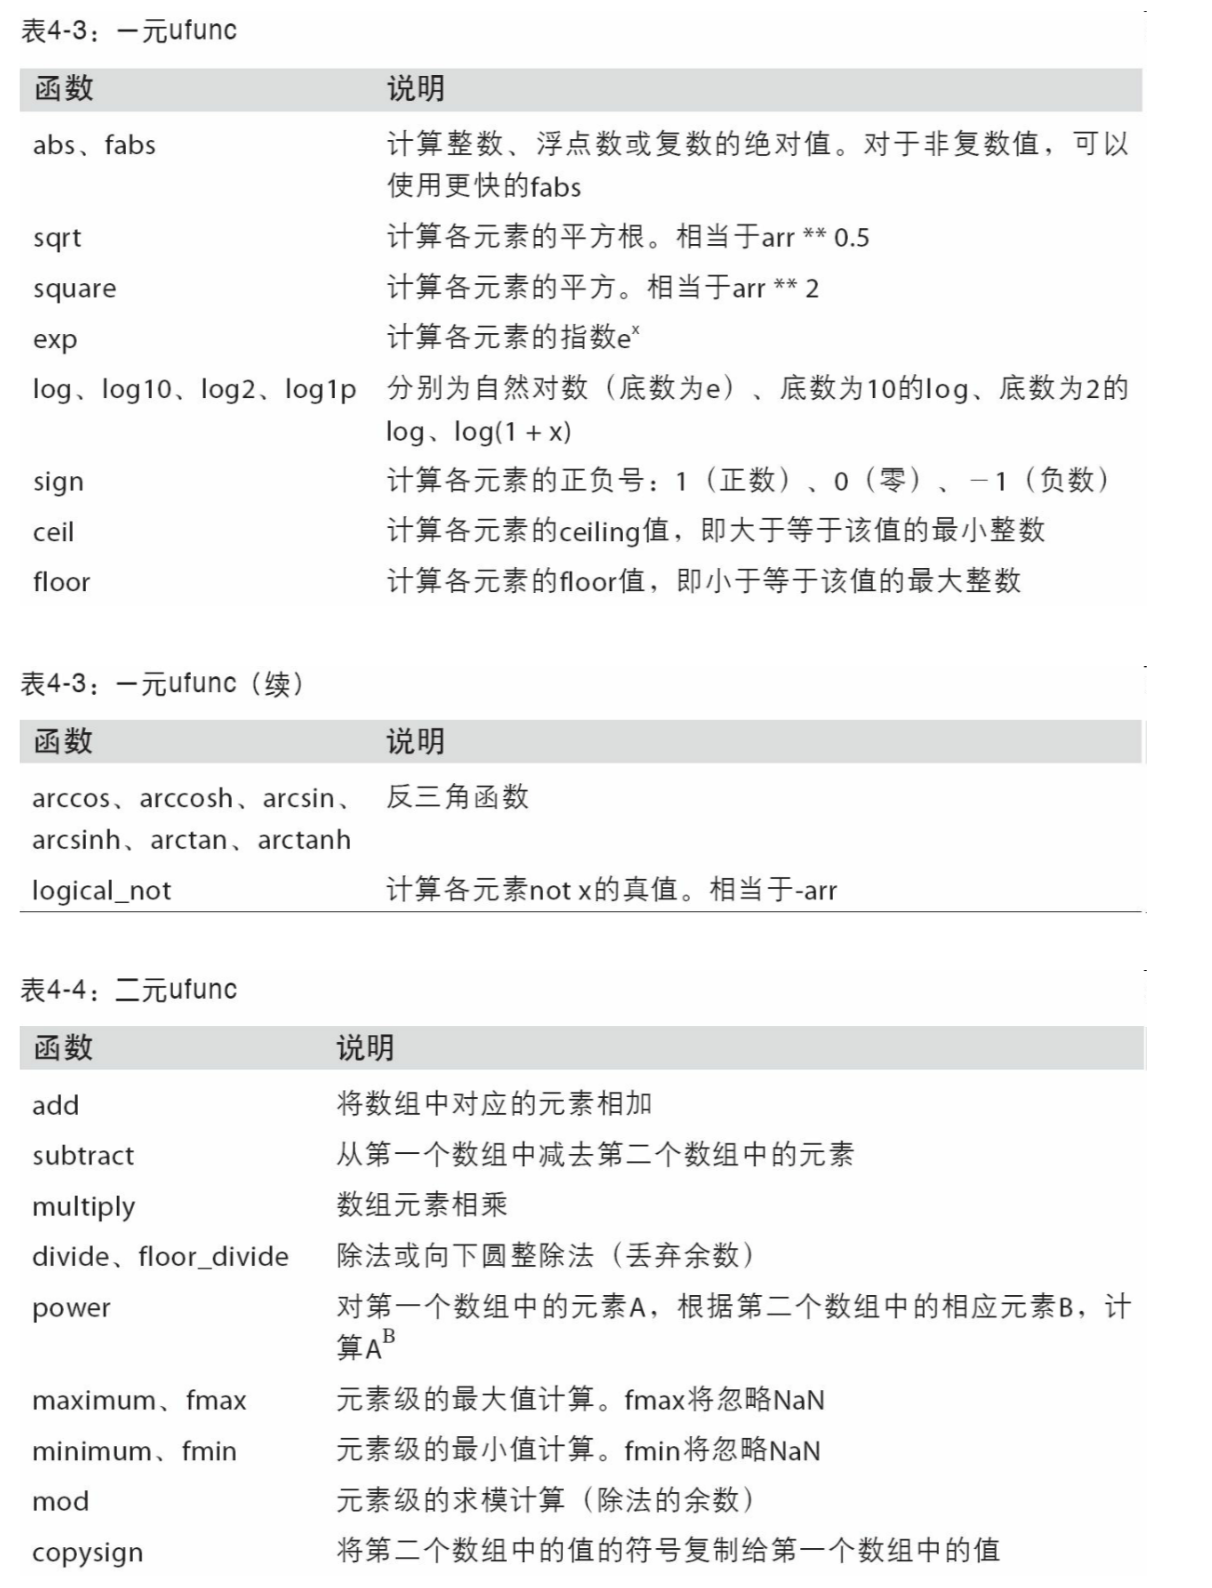 表4-3：一元ufunc
函数 说明
abs、fabs 计算整数、浮点数或复数的绝对值。对于非复数值，可以
使用更快的fabs
sqrt 计算各元素的平方根。相当于arr ** 0.5
square 计算各元素的平方。相当于arr ** 2
exp 计算各元素的指数eˣ
log、log10、log2、log1p 分别为自然对数（底数为e）、底数为10的log、底数为2的
log、log(1 + x)
sign 计算各元素的正负号：1（正数）、0（零）、－1（负数）
ceil 计算各元素的ceiling值，即大于等于该值的最小整数
floor 计算各元素的floor值，即小于等于该值的最大整数
表4-3：一元ufunc（续）
函数 说明
arccos、arccosh、arcsin、 反三角函数
arcsinh、arctan、arctanh
logical_not 计算各元素not x的真值。相当于-arr
表4-4：二元ufunc
函数 说明
add 将数组中对应的元素相加
subtract 从第一个数组中减去第二个数组中的元素
multiply 数组元素相乘
divide、floor_divide 除法或向下圆整除法（丢弃余数）
power 对第一个数组中的元素A，根据第二个数组中的相应元素B，计
算Aᴮ
maximum、fmax 元素级的最大值计算。fmax将忽略NaN
minimum、fmin 元素级的最小值计算。fmin将忽略NaN
mod 元素级的求模计算（除法的余数）
copysign 将第二个数组中的值的符号复制给第一个数组中的值